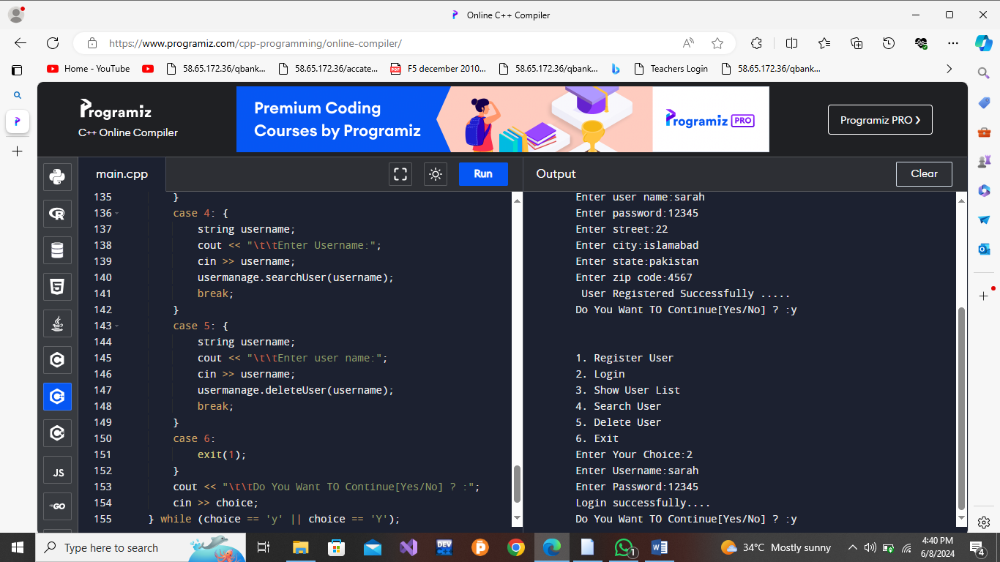 Online C++ Compiler
https://www.programiz.com/cpp-programming/online-compiler/
Home - YouTube
58.65.172.36/qbank...
58.65.172.36/accate...
PDF
F5 december 2010...
58.65.172.36/qbank...
Teachers Login
58.65.172.36/qbank...
Programiz
C++ Online Compiler
Premium Coding
Courses by Programiz
Programiz PRO
Programiz PRO ❯
main.cpp
Run
135 }
136 case 4: {
137 string username;
138 cout << "\t\tEnter Username:";
139 cin >> username;
140 usermanage.searchUser(username);
141 break;
142 }
143 case 5: {
144 string username;
145 cout << "\t\tEnter user name:";
146 cin >> username;
147 usermanage.deleteUser(username);
148 break;
149 }
150 case 6:
151 exit(1);
152 }
153 cout << "\t\tDo You Want TO Continue[Yes/No] ? :";
154 cin >> choice;
155 } while (choice == 'y' || choice == 'Y');
Output
Clear
Enter user name:sarah
Enter password:12345
Enter street:22
Enter city:islamabad
Enter state:pakistan
Enter zip code:4567
User Registered Successfully .....
Do You Want TO Continue[Yes/No] ? :y
1. Register User
2. Login
3. Show User List
4. Search User
5. Delete User
6. Exit
Enter Your Choice:2
Enter Username:sarah
Enter Password:12345
Login successfully....
Do You Want TO Continue[Yes/No] ? :y
JS
GO
Type here to search
DEV
1
34°C Mostly sunny
4:40 PM
6/8/2024
4